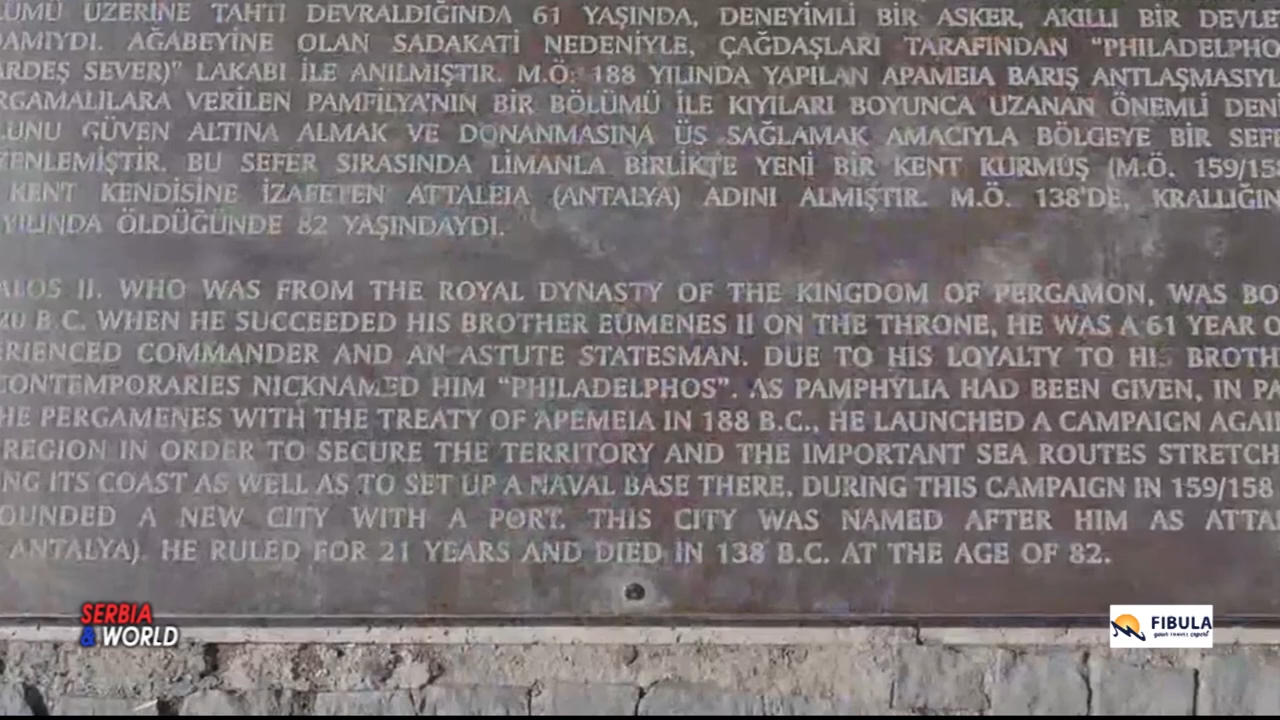 ÜZERİNE TAHTI DEVRALDIĞINDA 61 YAŞINDA, DENEYİMLİ BİR ASKER, AKILLI BİR DEVLE
DAMIYDI. AĞABEYİNE OLAN SADAKATİ NEDENİYLE, ÇAĞDAŞLARI TARAFINDAN "PHILADELPHO
ARDEŞ SEVER)" LAKABI İLE ANILMIŞTIR. M.Ö. 188 YILINDA YAPILAN APAMEIA BARIŞ ANTLAŞMASIYL
RGAMALILARA VERİLEN PAMFİLYA'NIN BİR BÖLÜMÜ İLE KIYILARI BOYUNCA UZANAN ÖNEMLİ DEN
LUNU GÜVEN ALTINA ALMAK VE DONANMASINA ÜS SAĞLAMAK AMACIYLA BÖLGEYE BİR SEFE
ZENLEMİŞTİR. BU SEFER SIRASINDA LİMANLA BİRLİKTE YENİ BİR KENT KURMUŞ (M.Ö. 159/158
KENT KENDİSİNE İZAFETEN ATTALEIA (ANTALYA) ADINI ALMIŞTIR. M.Ö. 138'DE, KRALLIĞIN
YILINDA ÖLDÜĞÜNDE 82 YAŞINDAYDI.
ALOS II. WHO WAS FROM THE ROYAL DYNASTY OF THE KINGDOM OF PERGAMON, WAS BO
20 B.C. WHEN HE SUCCEEDED HIS BROTHER EUMENES II ON THE THRONE, HE WAS A 61 YEAR O
ERIENCED COMMANDER AND AN ASTUTE STATESMAN. DUE TO HIS LOYALTY TO HIS BROTH
CONTEMPORARIES NICKNAMED HIM "PHILADELPHOS". AS PAMPHYLIA HAD BEEN GIVEN, IN PA
HE PERGAMENES WITH THE TREATY OF APEMEIA IN 188 B.C., HE LAUNCHED A CAMPAIGN AGAI
REGION IN ORDER TO SECURE THE TERRITORY AND THE IMPORTANT SEA ROUTES STRETCH
NG ITS COAST AS WELL AS TO SET UP A NAVAL BASE THERE. DURING THIS CAMPAIGN IN 159/158
OUNDED A NEW CITY WITH A PORT. THIS CITY WAS NAMED AFTER HIM AS ATTA
ANTALYA). HE RULED FOR 21 YEARS AND DIED IN 138 B.C. AT THE AGE OF 82.
SERBIA
& WORLD
FIBULA
your TRAVEL expert